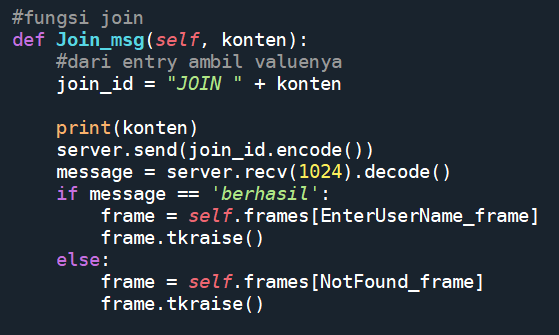 #fungsi join
def Join_msg(self, konten):
    #dari entry ambil valuenya
    join_id = "JOIN " + konten

    print(konten)
    server.send(join_id.encode())
    message = server.recv(1024).decode()
    if message == 'berhasil':
        frame = self.frames[EnterUserName_frame]
        frame.tkraise()
    else:
        frame = self.frames[NotFound_frame]
        frame.tkraise()